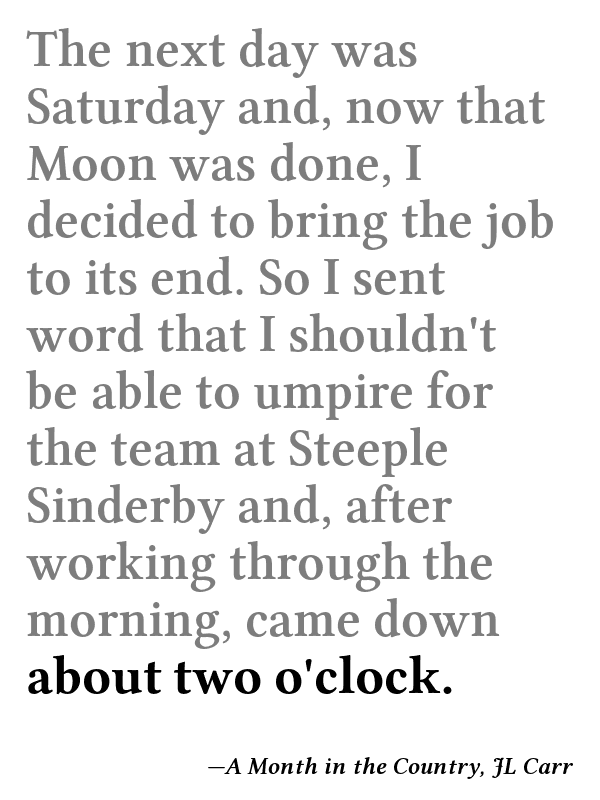 The next day was
Saturday and, now that
Moon was done, I
decided to bring the job
to its end. So I sent
word that I shouldn't
be able to umpire for
the team at Steeple
Sinderby and, after
working through the
morning, came down
about two o'clock.
—A Month in the Country, JL Carr